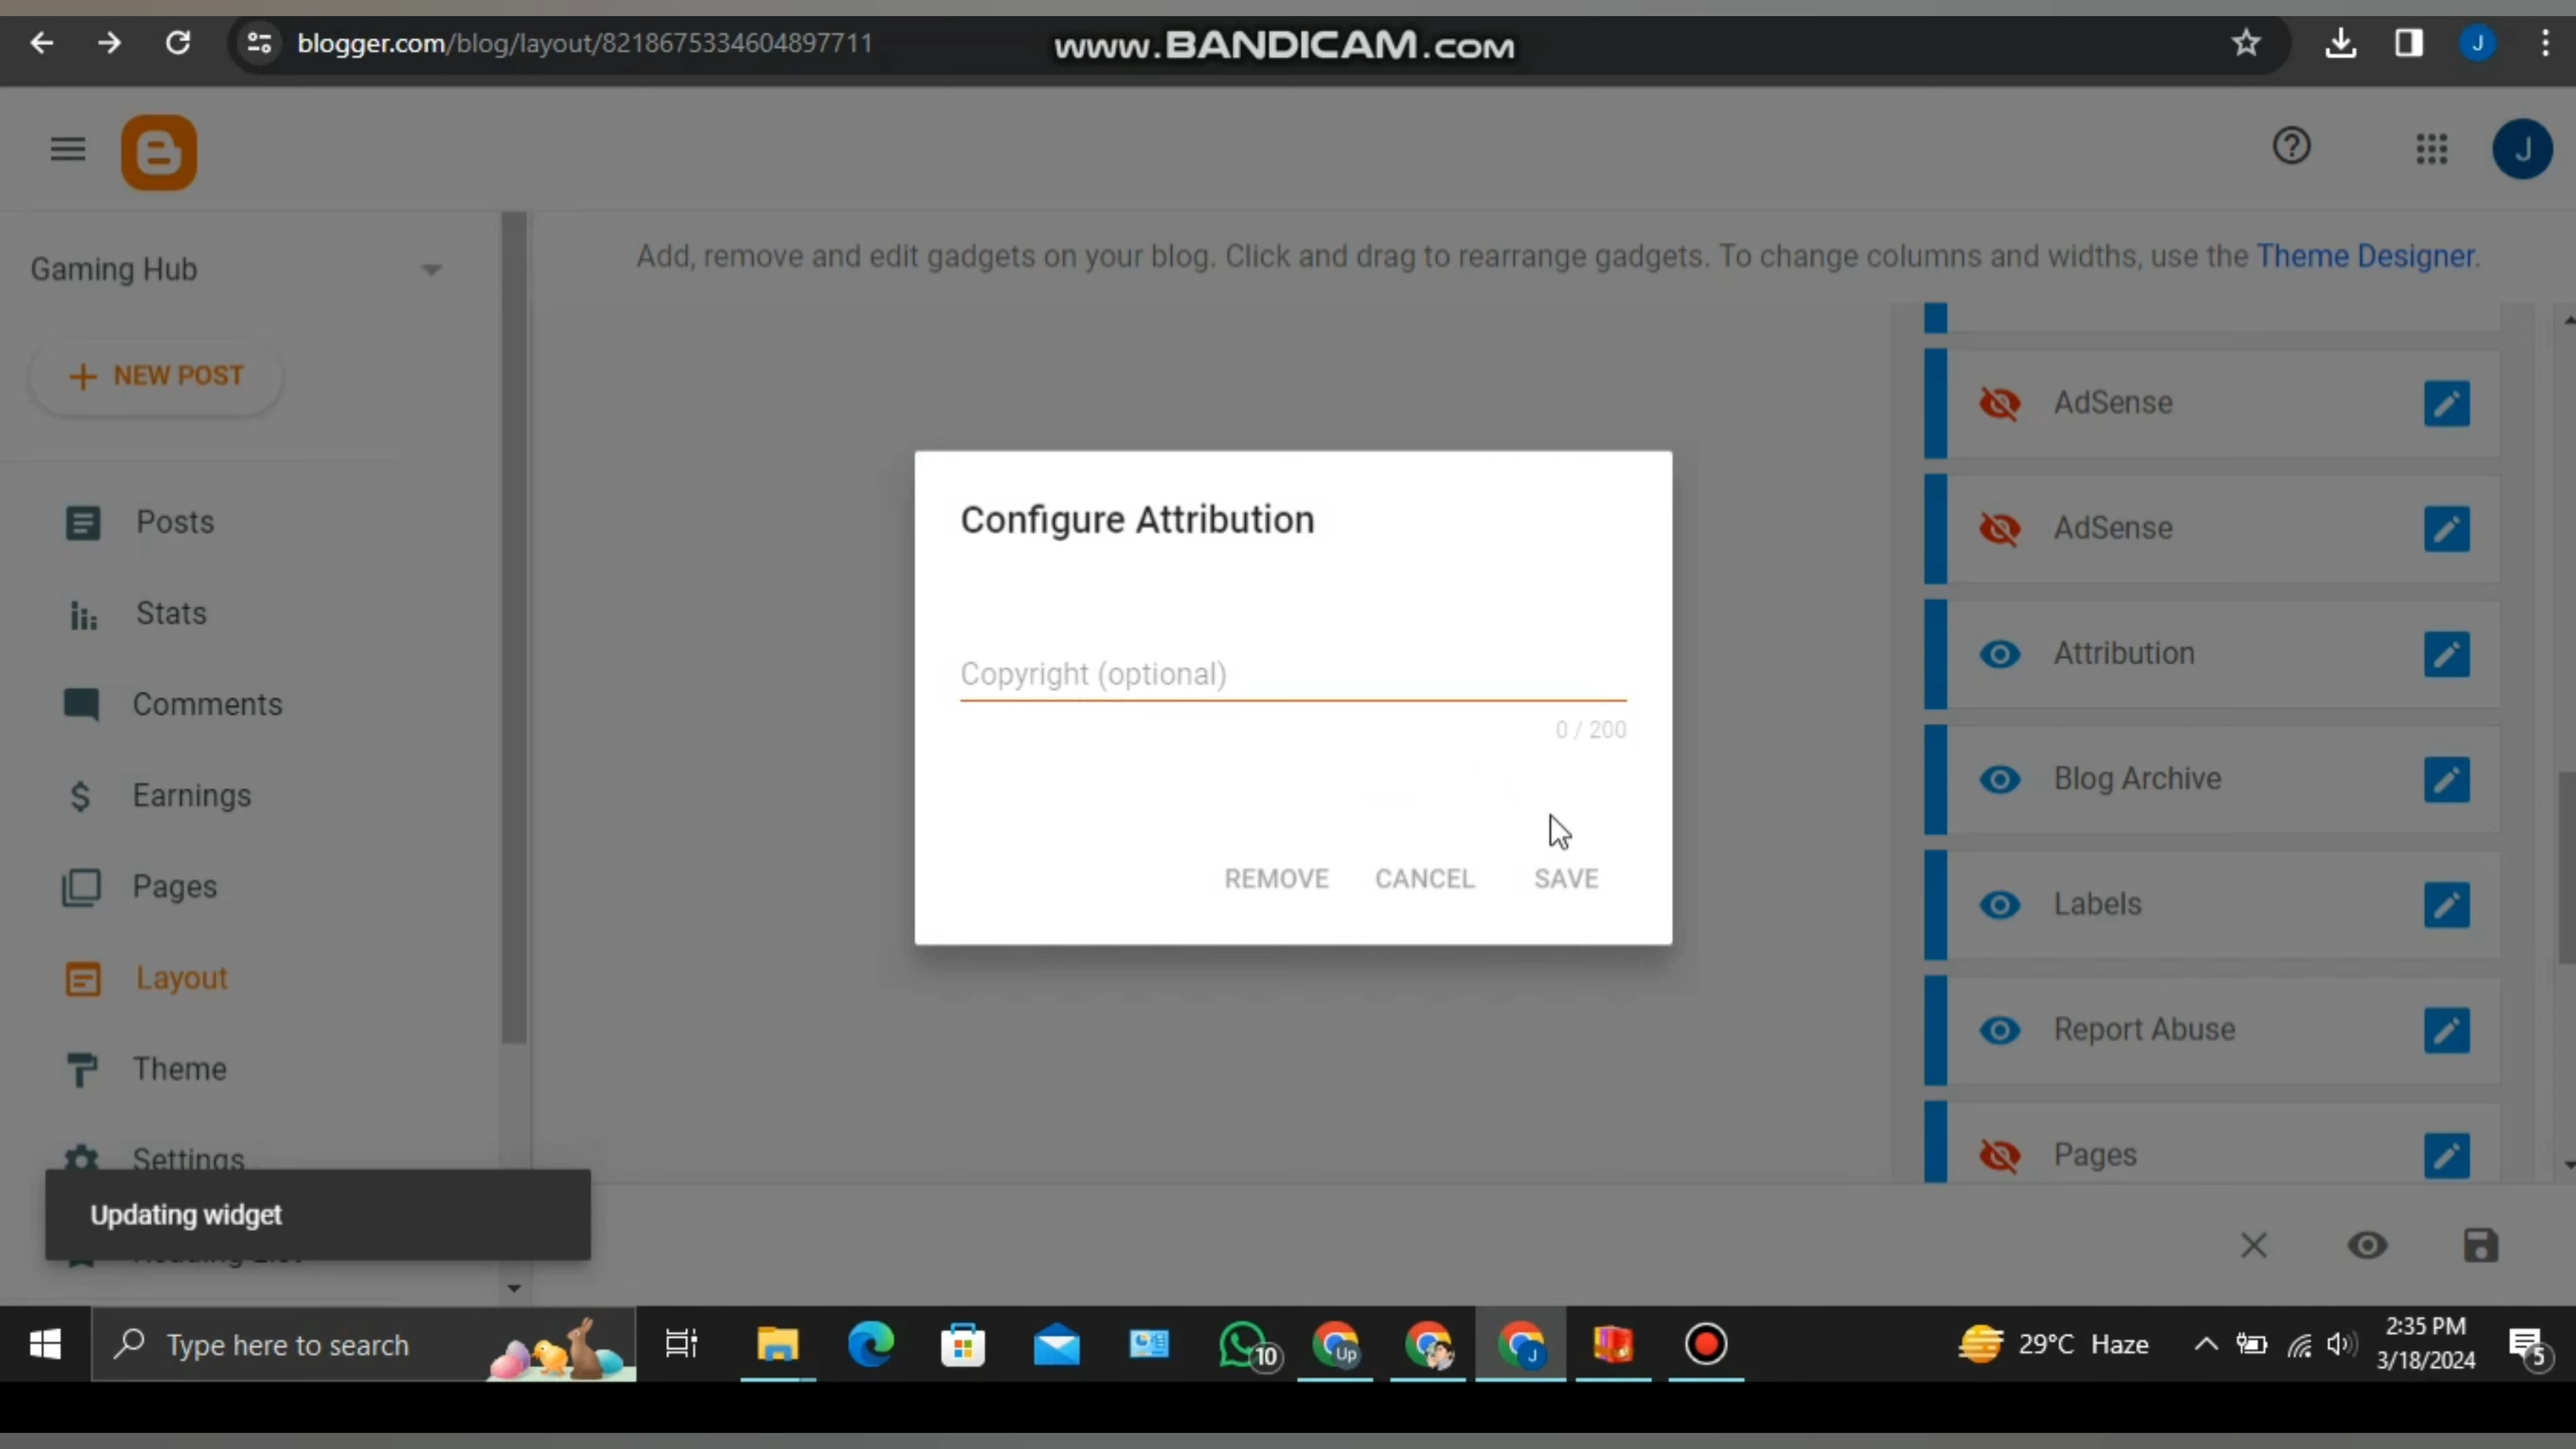 blogger.com/blog/layout/8218675334604897711
www.BANDICAM.com
J
J
Gaming Hub
Add, remove and edit gadgets on your blog. Click and drag to rearrange gadgets. To change columns and widths, use the Theme Designer.
NEW POST
Posts
Stats
Comments
Earnings
Pages
Layout
Theme
Settings
Updating widget
Configure Attribution
Copyright (optional)
0 / 200
REMOVE CANCEL SAVE
AdSense
AdSense
Attribution
Blog Archive
Labels
Report Abuse
Pages
Type here to search
10
Up
J
29°C Haze
2:35 PM
3/18/2024
5